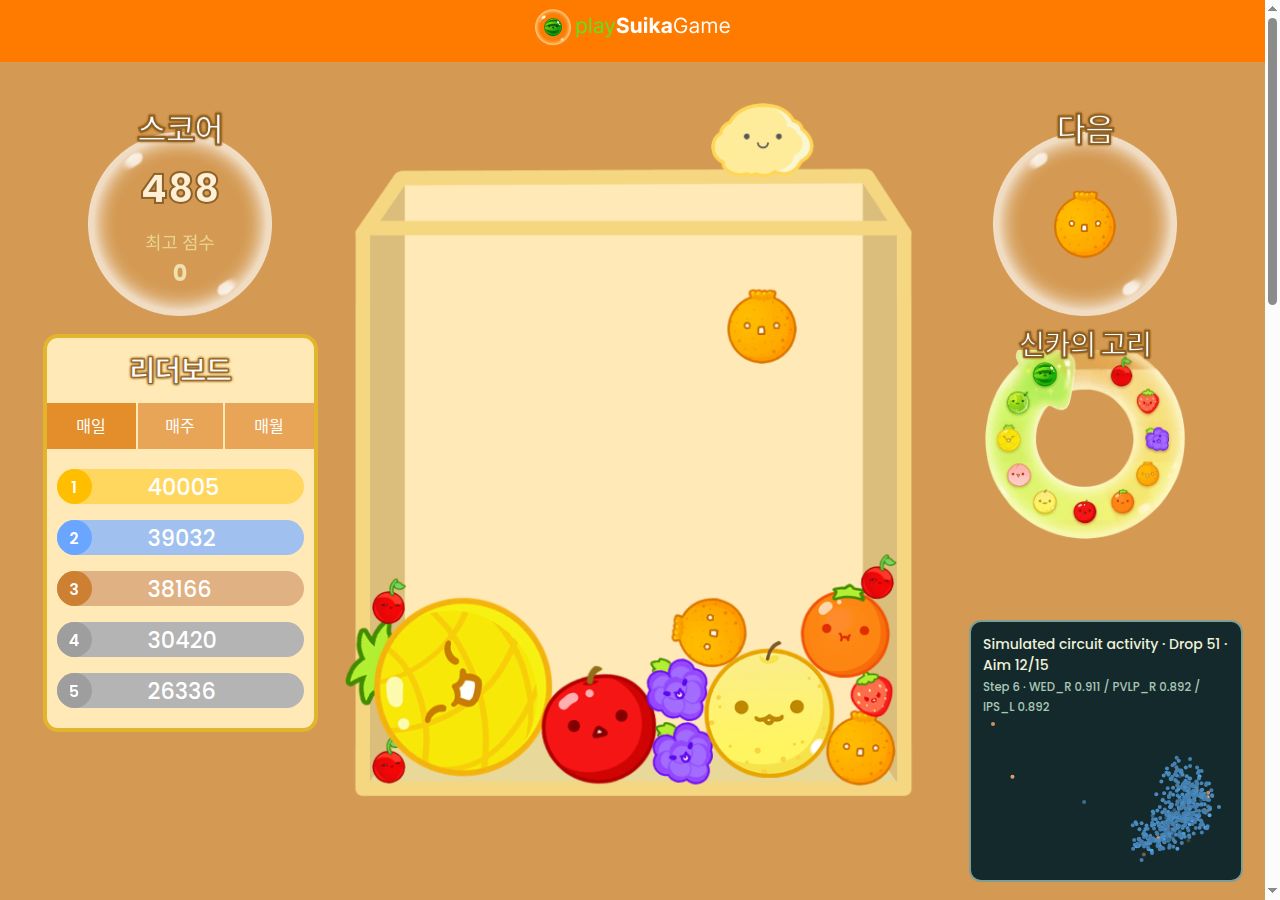 playSuikaGame
스코어
488
최고 점수
0
다음
리더보드
매일 매주 매월
1 40005
2 39032
3 38166
4 30420
5 26336
신카의 고리
Simulated circuit activity · Drop 51 ·
Aim 12/15
Step 6 · WED_R 0.911 / PVLP_R 0.892 /
IPS_L 0.892